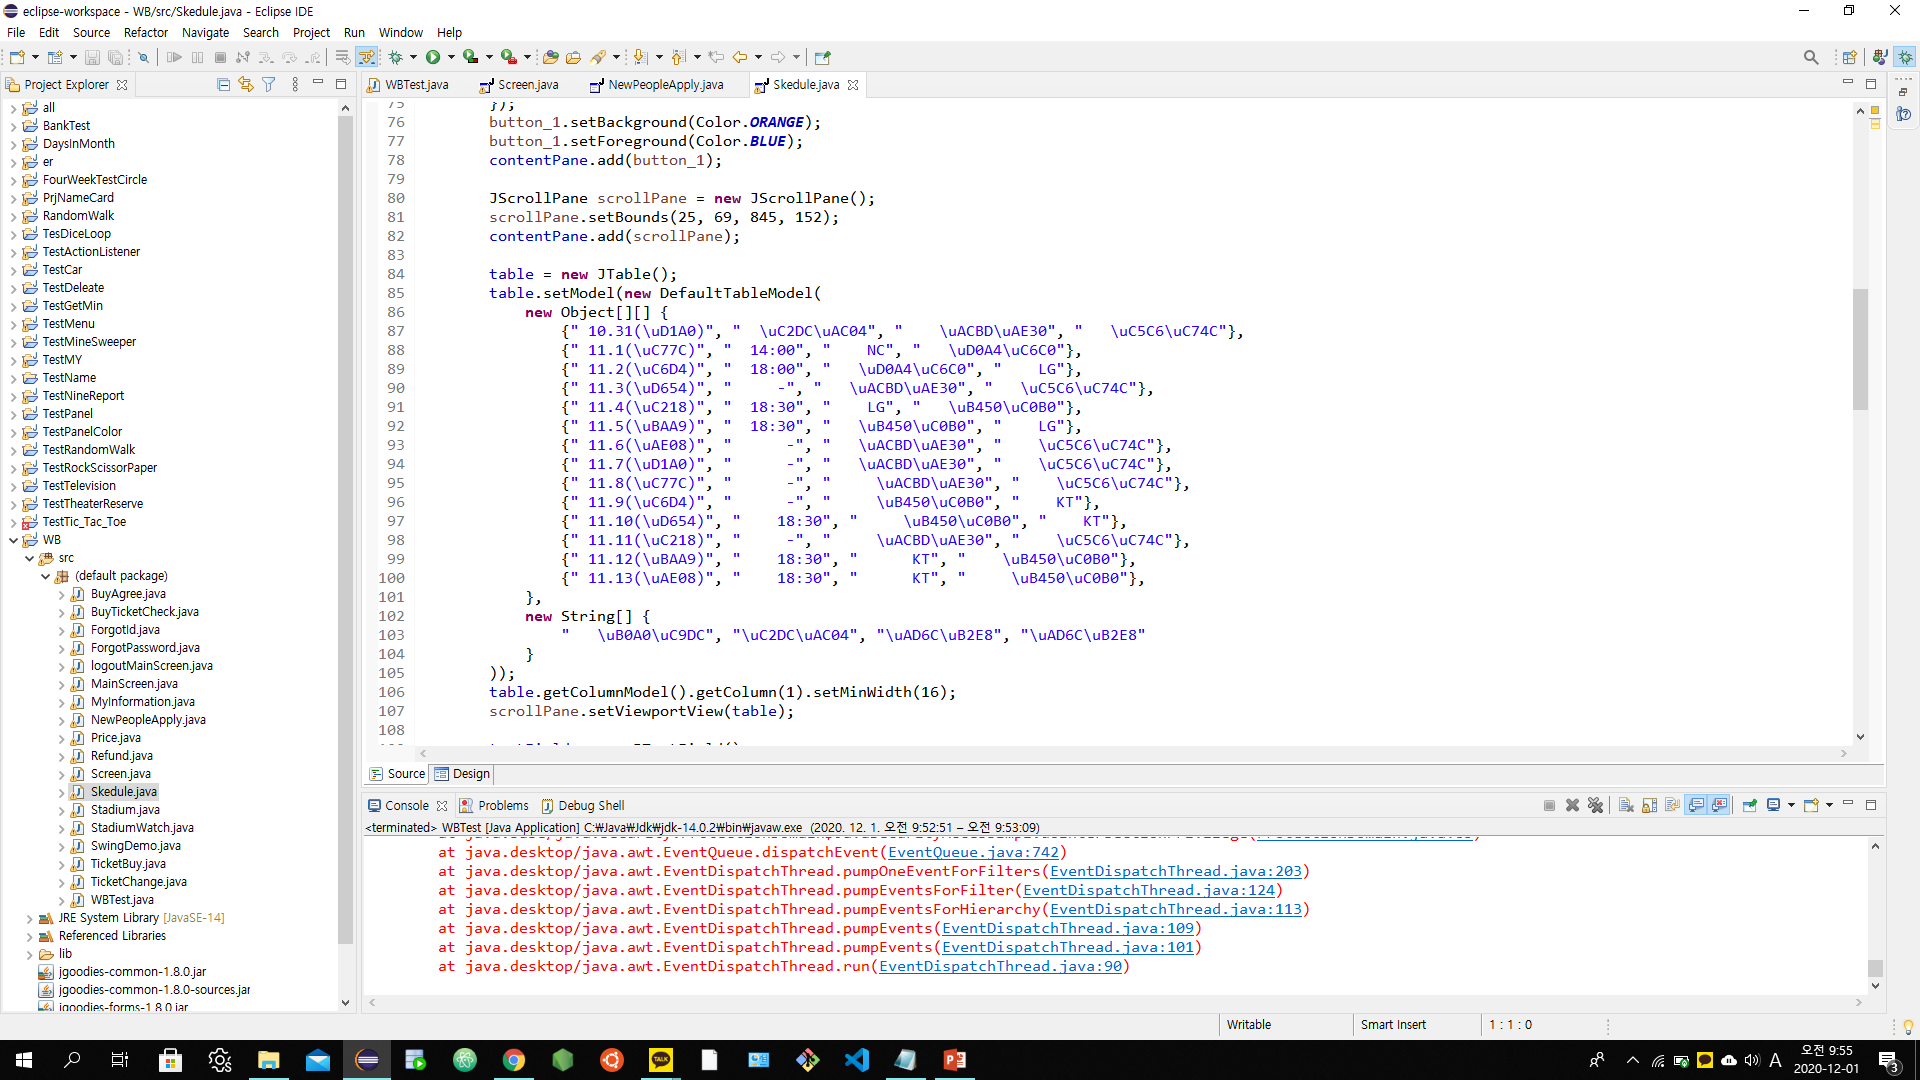 eclipse-workspace - WB/src/Skedule.java - Eclipse IDE
File Edit Source Refactor Navigate Search Project Run Window Help
Project Explorer
WBTest.java Screen.java NewPeopleApply.java Skedule.java
all
BankTest
DaysInMonth
er
FourWeekTestCircle
PrjNameCard
RandomWalk
TesDiceLoop
TestActionListener
TestCar
TestDeleate
TestGetMin
TestMenu
TestMineSweeper
TestMY
TestName
TestNineReport
TestPanel
TestPanelColor
TestRandomWalk
TestRockScissorPaper
TestTelevision
TestTheaterReserve
TestTic_Tac_Toe
WB
src
(default package)
BuyAgree.java
BuyTicketCheck.java
ForgotId.java
ForgotPassword.java
logoutMainScreen.java
MainScreen.java
MyInformation.java
NewPeopleApply.java
Price.java
Refund.java
Screen.java
Skedule.java
Stadium.java
StadiumWatch.java
SwingDemo.java
TicketBuy.java
TicketChange.java
WBTest.java
JRE System Library [JavaSE-14]
Referenced Libraries
lib
jgoodies-common-1.8.0.jar
jgoodies-common-1.8.0-sources.jar
jgoodies-forms-1.8.0.jar
75 });
76 button_1.setBackground(Color.ORANGE);
77 button_1.setForeground(Color.BLUE);
78 contentPane.add(button_1);
79
80 JScrollPane scrollPane = new JScrollPane();
81 scrollPane.setBounds(25, 69, 845, 152);
82 contentPane.add(scrollPane);
83
84 table = new JTable();
85 table.setModel(new DefaultTableModel(
86 new Object[][] {
87 {" 10.31(\uD1A0)", "  \uC2DC\uAC04", "    \uACBD\uAE30", "   \uC5C6\uC74C"},
88 {" 11.1(\uC77C)", "  14:00", "    NC", "   \uD0A4\uC6C0"},
89 {" 11.2(\uC6D4)", "  18:00", "   \uD0A4\uC6C0", "    LG"},
90 {" 11.3(\uD654)", "     -", "   \uACBD\uAE30", "   \uC5C6\uC74C"},
91 {" 11.4(\uC218)", "  18:30", "    LG", "   \uB450\uC0B0"},
92 {" 11.5(\uBAA9)", "  18:30", "   \uB450\uC0B0", "    LG"},
93 {" 11.6(\uAE08)", "      -", "   \uACBD\uAE30", "    \uC5C6\uC74C"},
94 {" 11.7(\uD1A0)", "      -", "   \uACBD\uAE30", "    \uC5C6\uC74C"},
95 {" 11.8(\uC77C)", "      -", "     \uACBD\uAE30", "    \uC5C6\uC74C"},
96 {" 11.9(\uC6D4)", "      -", "     \uB450\uC0B0", "    KT"},
97 {" 11.10(\uD654)", "    18:30", "     \uB450\uC0B0", "    KT"},
98 {" 11.11(\uC218)", "     -", "     \uACBD\uAE30", "    \uC5C6\uC74C"},
99 {" 11.12(\uBAA9)", "    18:30", "      KT", "    \uB450\uC0B0"},
100 {" 11.13(\uAE08)", "    18:30", "      KT", "     \uB450\uC0B0"},
101 },
102 new String[] {
103 "   \uB0A0\uC9DC", "\uC2DC\uAC04", "\uAD6C\uB2E8", "\uAD6C\uB2E8"
104 }
105 ));
106 table.getColumnModel().getColumn(1).setMinWidth(16);
107 scrollPane.setViewportView(table);
108
Source Design
Console Problems Debug Shell
<terminated> WBTest [Java Application] C:₩Java₩Jdk₩jdk-14.0.2₩bin₩javaw.exe (2020. 12. 1. 오전 9:52:51 – 오전 9:53:09)
at java.desktop/java.awt.EventQueue.dispatchEvent(EventQueue.java:742)
at java.desktop/java.awt.EventDispatchThread.pumpOneEventForFilters(EventDispatchThread.java:203)
at java.desktop/java.awt.EventDispatchThread.pumpEventsForFilter(EventDispatchThread.java:124)
at java.desktop/java.awt.EventDispatchThread.pumpEventsForHierarchy(EventDispatchThread.java:113)
at java.desktop/java.awt.EventDispatchThread.pumpEvents(EventDispatchThread.java:109)
at java.desktop/java.awt.EventDispatchThread.pumpEvents(EventDispatchThread.java:101)
at java.desktop/java.awt.EventDispatchThread.run(EventDispatchThread.java:90)
Writable Smart Insert 1 : 1 : 0
TALK
A
오전 9:55
2020-12-01
3